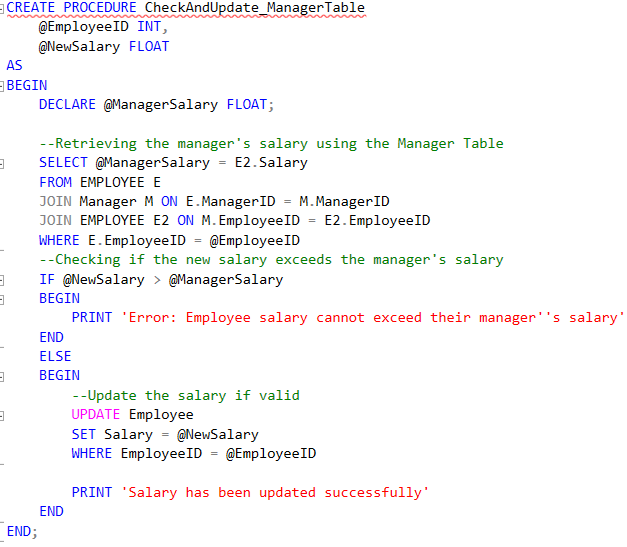 CREATE PROCEDURE CheckAndUpdate_ManagerTable
    @EmployeeID INT,
    @NewSalary FLOAT
AS
BEGIN
    DECLARE @ManagerSalary FLOAT;

    --Retrieving the manager's salary using the Manager Table
    SELECT @ManagerSalary = E2.Salary
    FROM EMPLOYEE E
    JOIN Manager M ON E.ManagerID = M.ManagerID
    JOIN EMPLOYEE E2 ON M.EmployeeID = E2.EmployeeID
    WHERE E.EmployeeID = @EmployeeID
    --Checking if the new salary exceeds the manager's salary
    IF @NewSalary > @ManagerSalary
    BEGIN
        PRINT 'Error: Employee salary cannot exceed their manager''s salary'
    END
    ELSE
    BEGIN
        --Update the salary if valid
        UPDATE Employee
        SET Salary = @NewSalary
        WHERE EmployeeID = @EmployeeID

        PRINT 'Salary has been updated successfully'
    END
END;